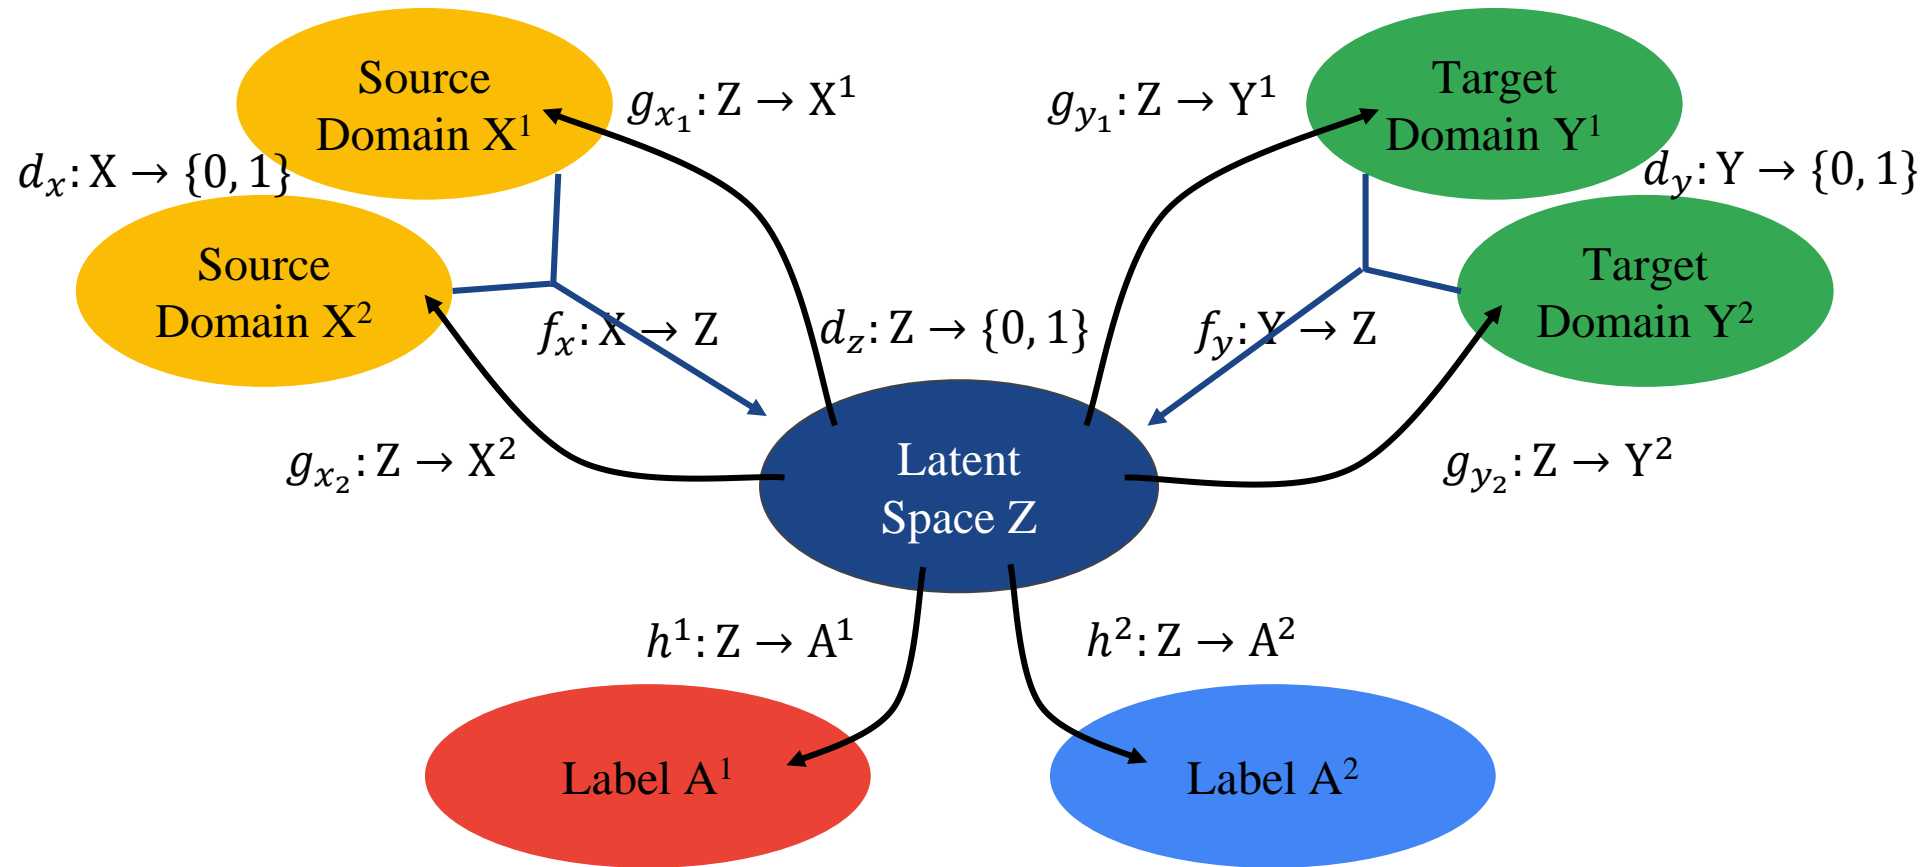 Source
Domain X¹
g_{x_1}: Z → X¹
g_{y_1}: Z → Y¹
Target
Domain Y¹
d_x: X → {0, 1}
d_y: Y → {0, 1}
Source
Domain X²
f_x: X → Z
d_z: Z → {0, 1}
f_y: Y → Z
Target
Domain Y²
g_{x_2}: Z → X²
Latent
Space Z
g_{y_2}: Z → Y²
h¹: Z → A¹
h²: Z → A²
Label A¹
Label A²